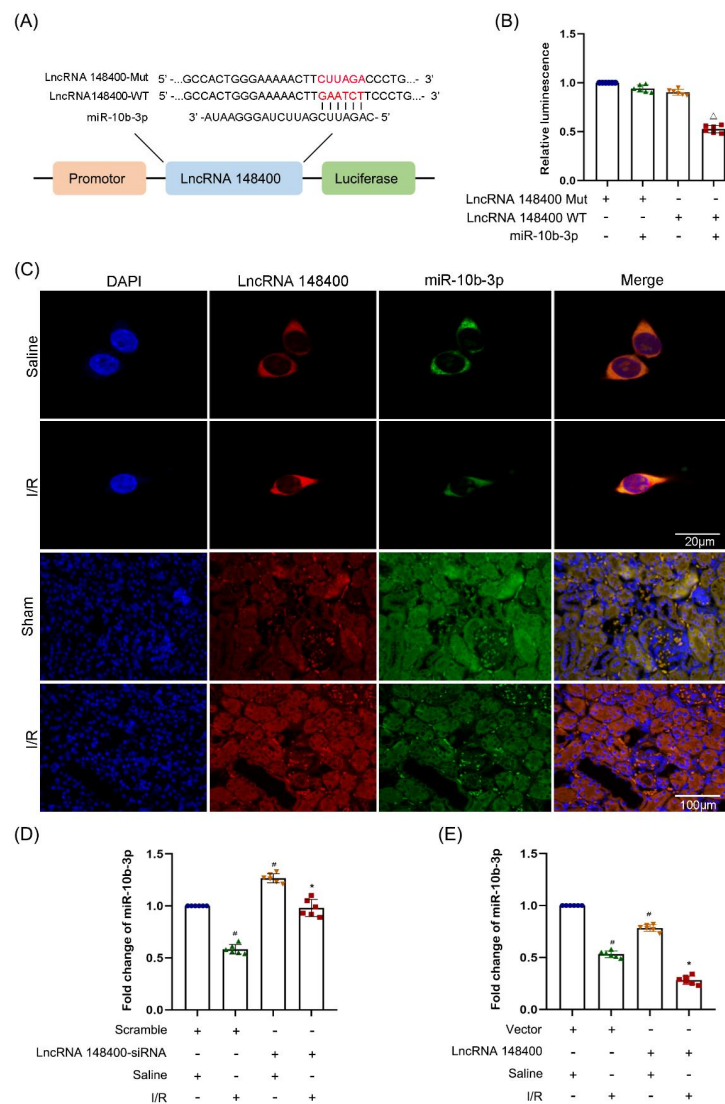 (A)
LncRNA 148400-Mut 5' -...GCCACTGGGAAAAACTTCUUAGACCCTG...- 3'
LncRNA148400-WT 5' -...GCCACTGGGAAAAACTTGAATCTTCCCTG...- 3'
miR-10b-3p 3' -AUAAGGGAUCUUAGCUUAGAC- 5'
Promotor
LncRNA 148400
Luciferase
(B)
Relative luminescence
1.5
1.0
0.5
0.0
△
LncRNA 148400 Mut + + - -
LncRNA 148400 WT - - + +
miR-10b-3p - + - +
(C)
DAPI LncRNA 148400 miR-10b-3p Merge
Saline
I/R
20μm
Sham
I/R
100μm
(D)
Fold change of miR-10b-3p
1.5
1.0
0.5
0.0
# # *
Scramble + + - -
LncRNA 148400-siRNA - - + +
Saline + - + -
I/R - + - +
(E)
Fold change of miR-10b-3p
1.5
1.0
0.5
0.0
# # *
Vector + + - -
LncRNA 148400 - - + +
Saline + - + -
I/R - + - +